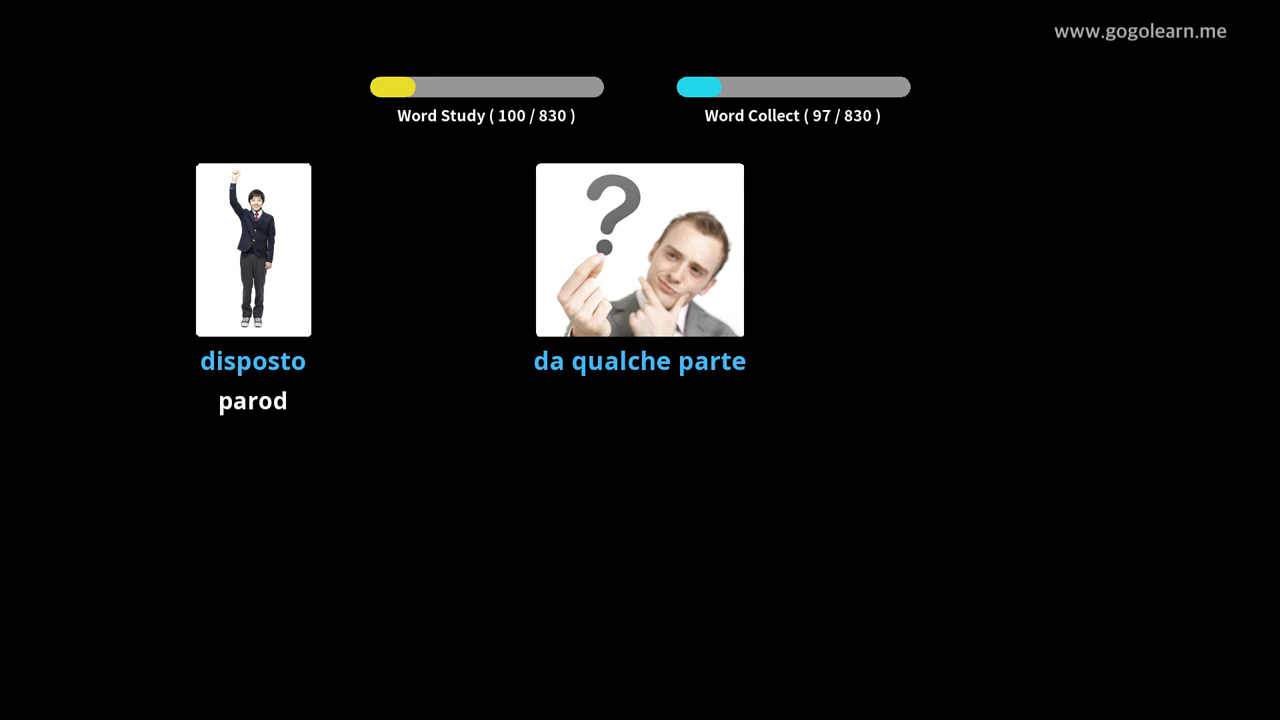 www.gogolearn.me
Word Study ( 100 / 830 )
Word Collect ( 97 / 830 )
disposto
da qualche parte
parod